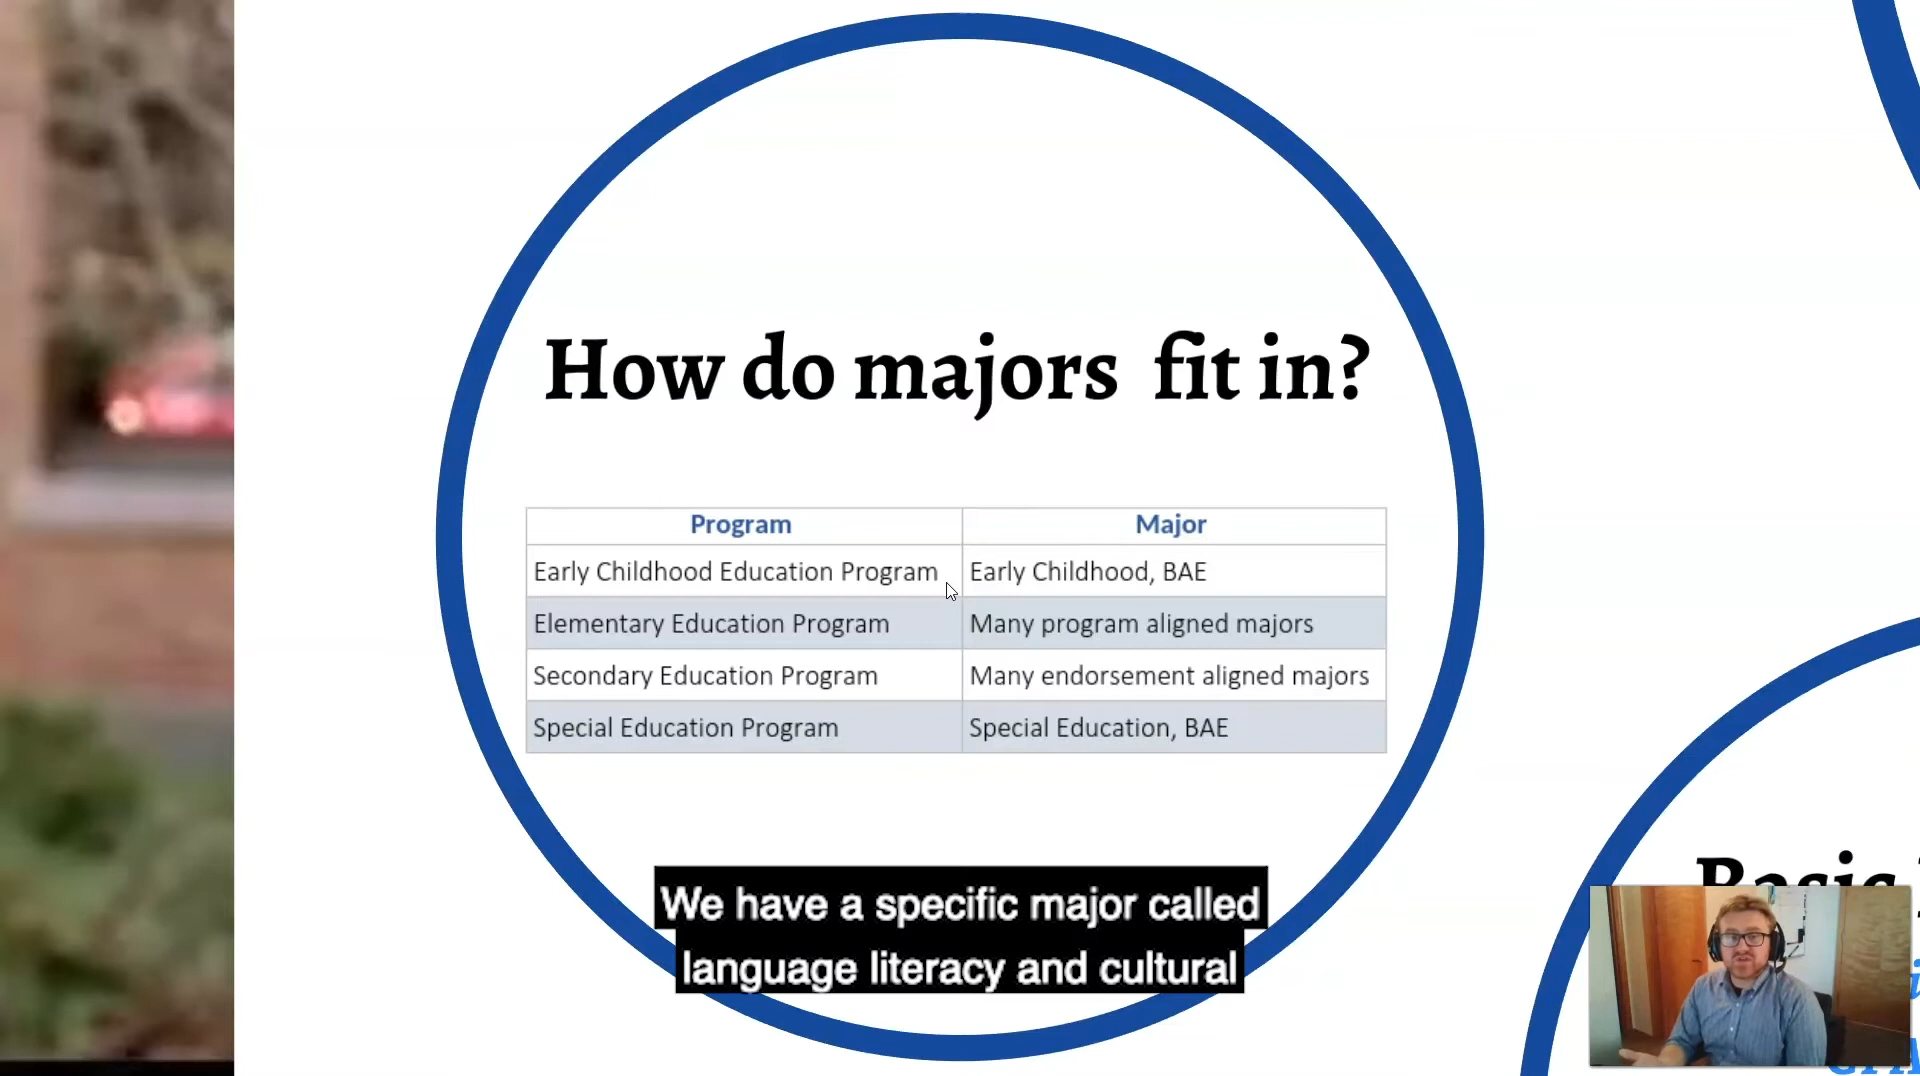 How do majors fit in?
Program Major
Early Childhood Education Program Early Childhood, BAE
Elementary Education Program Many program aligned majors
Secondary Education Program Many endorsement aligned majors
Special Education Program Special Education, BAE
We have a specific major called
language literacy and cultural
Basic